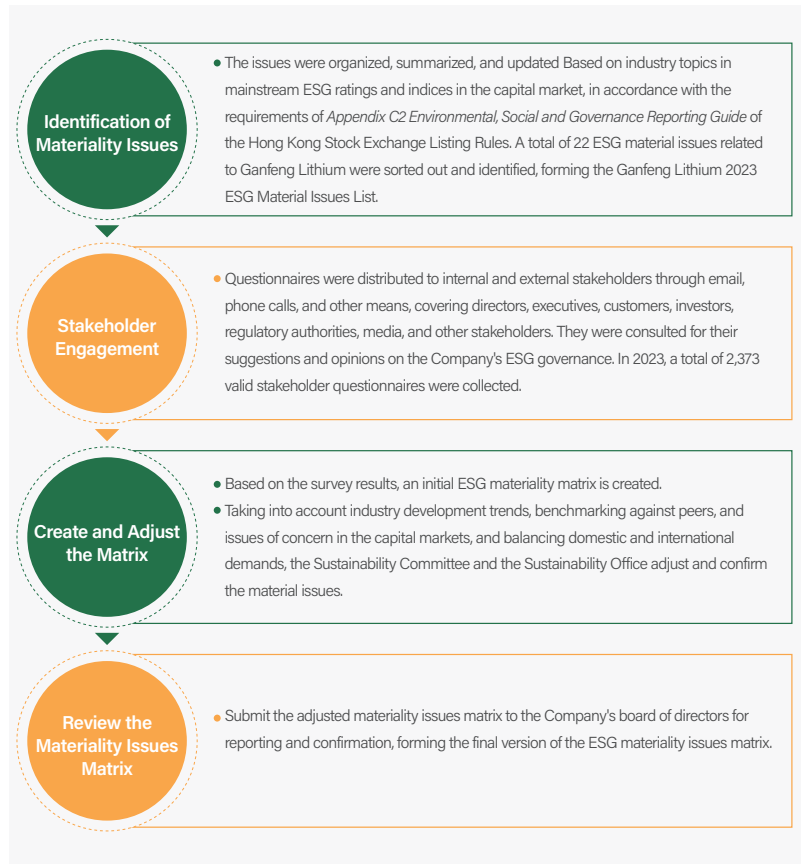 Identification of
Materiality Issues
● The issues were organized, summarized, and updated Based on industry topics in
mainstream ESG ratings and indices in the capital market, in accordance with the
requirements of Appendix C2 Environmental, Social and Governance Reporting Guide of
the Hong Kong Stock Exchange Listing Rules. A total of 22 ESG material issues related
to Ganfeng Lithium were sorted out and identified, forming the Ganfeng Lithium 2023
ESG Material Issues List.
Stakeholder
Engagement
● Questionnaires were distributed to internal and external stakeholders through email,
phone calls, and other means, covering directors, executives, customers, investors,
regulatory authorities, media, and other stakeholders. They were consulted for their
suggestions and opinions on the Company's ESG governance. In 2023, a total of 2,373
valid stakeholder questionnaires were collected.
Create and Adjust
the Matrix
● Based on the survey results, an initial ESG materiality matrix is created.
● Taking into account industry development trends, benchmarking against peers, and
issues of concern in the capital markets, and balancing domestic and international
demands, the Sustainability Committee and the Sustainability Office adjust and confirm
the material issues.
Review the
Materiality Issues
Matrix
● Submit the adjusted materiality issues matrix to the Company's board of directors for
reporting and confirmation, forming the final version of the ESG materiality issues matrix.